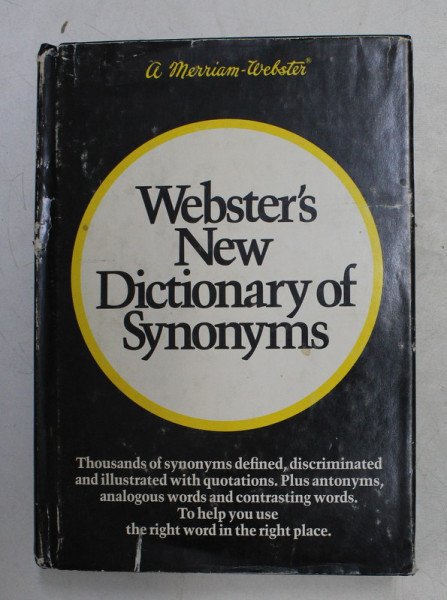 a Merriam-Webster®
Webster's
New
Dictionary of
Synonyms
Thousands of synonyms defined, discriminated
and illustrated with quotations. Plus antonyms,
analogous words and contrasting words.
To help you use
the right word in the right place.